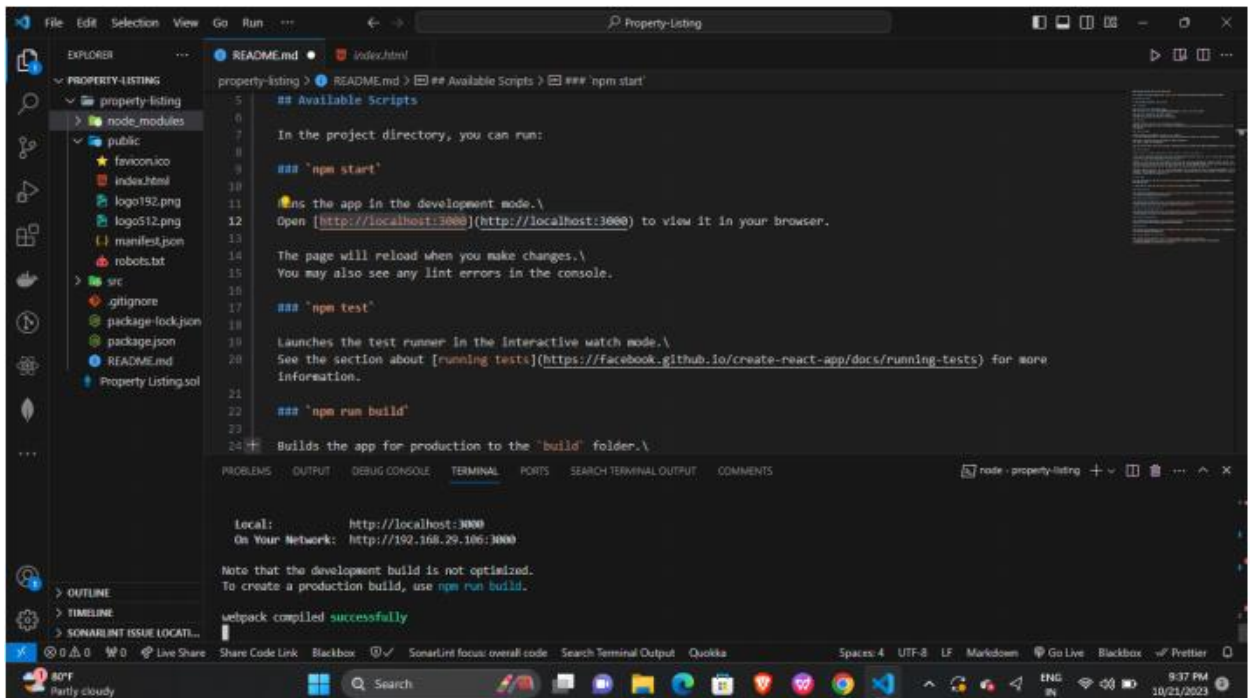 File Edit Selection View Go Run ··· Property-Listing
EXPLORER ··· README.md index.html
PROPERTY-LISTING
property-listing
node_modules
public
favicon.ico
index.html
logo192.png
logo512.png
manifest.json
robots.txt
src
.gitignore
package-lock.json
package.json
README.md
Property Listing.sol
OUTLINE
TIMELINE
SONARLINT ISSUE LOCATI...
property-listing > README.md > ## Available Scripts > ### `npm start`
5 ## Available Scripts
6
7 In the project directory, you can run:
8
9 ### `npm start`
10
11 ns the app in the development mode.\
12 Open [http://localhost:3000](http://localhost:3000) to view it in your browser.
13
14 The page will reload when you make changes.\
15 You may also see any lint errors in the console.
16
17 ### `npm test`
18
19 Launches the test runner in the interactive watch mode.\
20 See the section about [running tests](https://facebook.github.io/create-react-app/docs/running-tests) for more
information.
21
22 ### `npm run build`
23
24 Builds the app for production to the `build` folder.\
PROBLEMS OUTPUT DEBUG CONSOLE TERMINAL PORTS SEARCH TERMINAL OUTPUT COMMENTS node - property-listing
Local: http://localhost:3000
On Your Network: http://192.168.29.106:3000
Note that the development build is not optimized.
To create a production build, use npm run build.
webpack compiled successfully
0 0 0 Live Share Share Code Link Blackbox SonarLint focus: overall code Search Terminal Output Quokka Spaces: 4 UTF-8 LF Markdown Go Live Blackbox Prettier
80°F
Partly cloudy
Search
ENG
IN
9:37 PM
10/21/2023